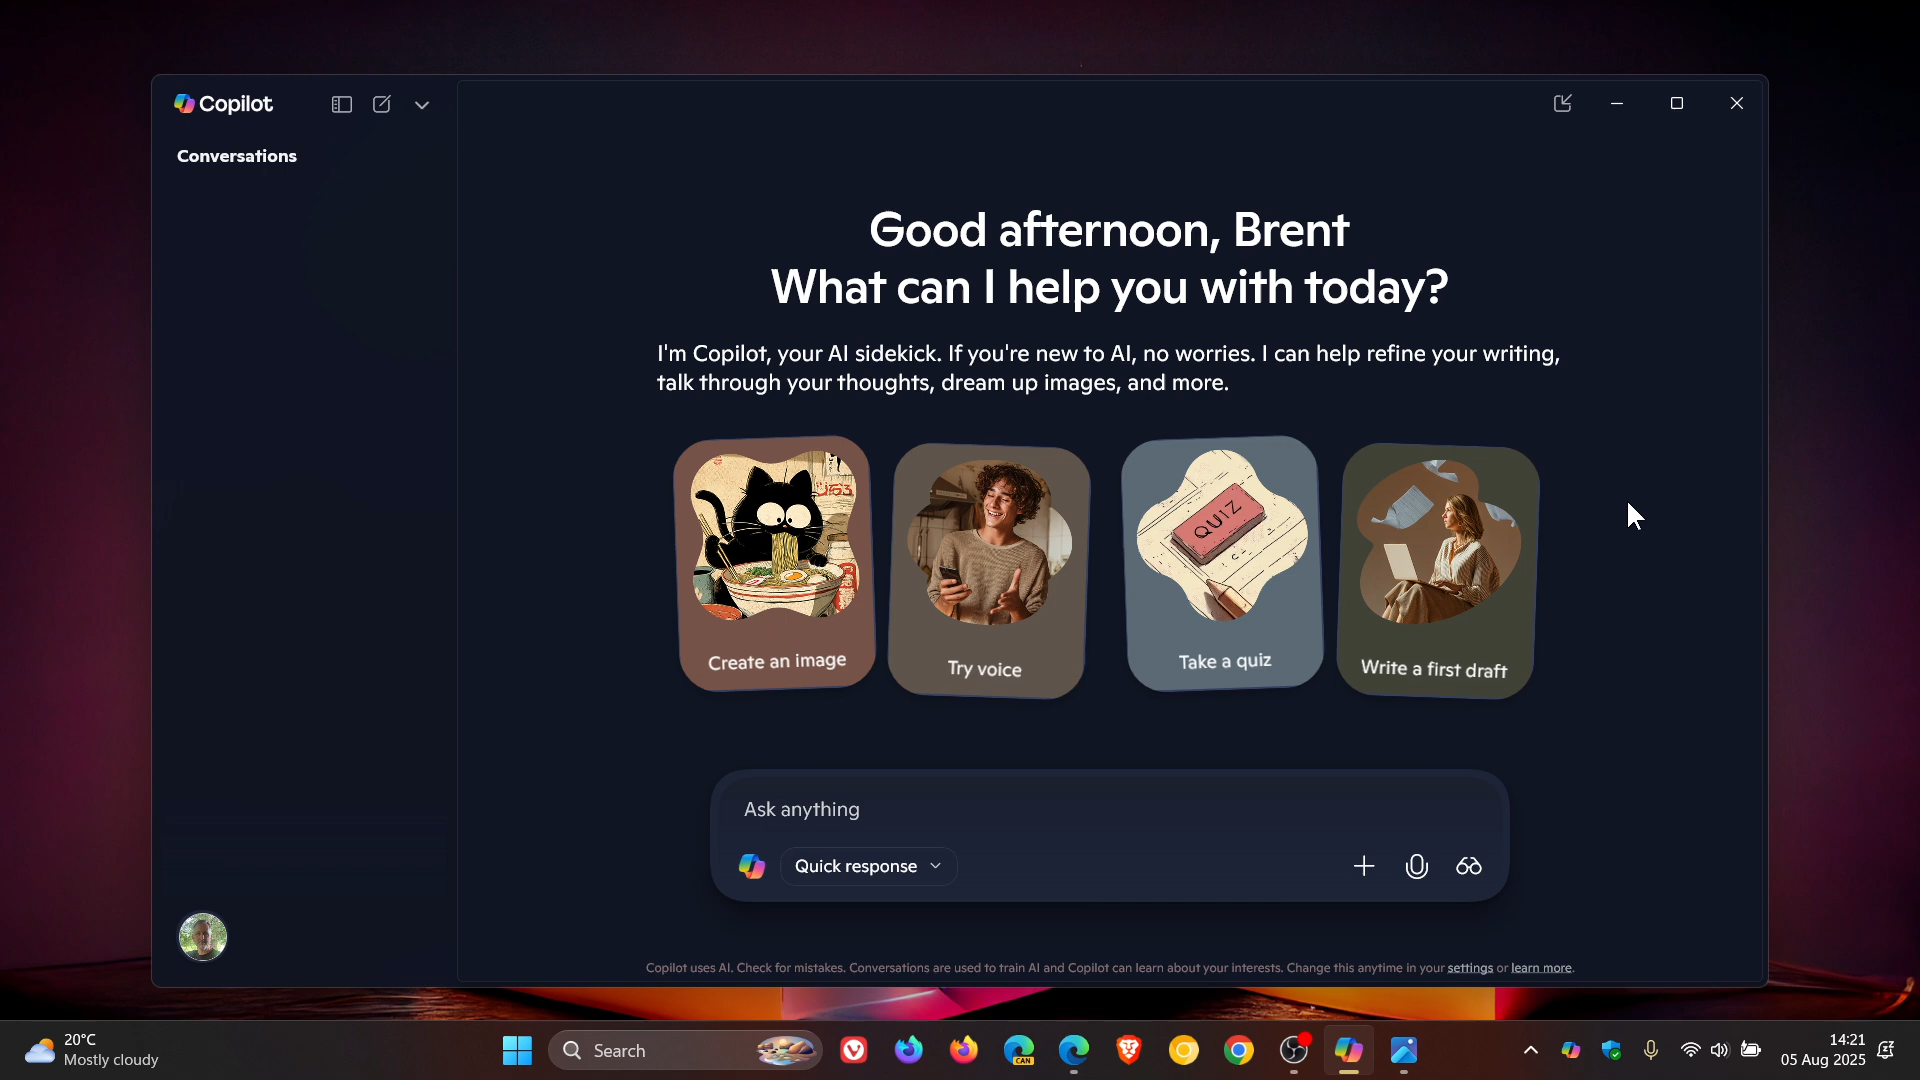 Copilot
Conversations
Good afternoon, Brent
What can I help you with today?
I'm Copilot, your AI sidekick. If you're new to AI, no worries. I can help refine your writing,
talk through your thoughts, dream up images, and more.
QUIZ
Create an image
Try voice
Take a quiz
Write a first draft
Ask anything
Quick response
Copilot uses AI. Check for mistakes. Conversations are used to train AI and Copilot can learn about your interests. Change this anytime in your settings or learn more.
20°C
Mostly cloudy
Search
CAN
14:21
05 Aug 2025